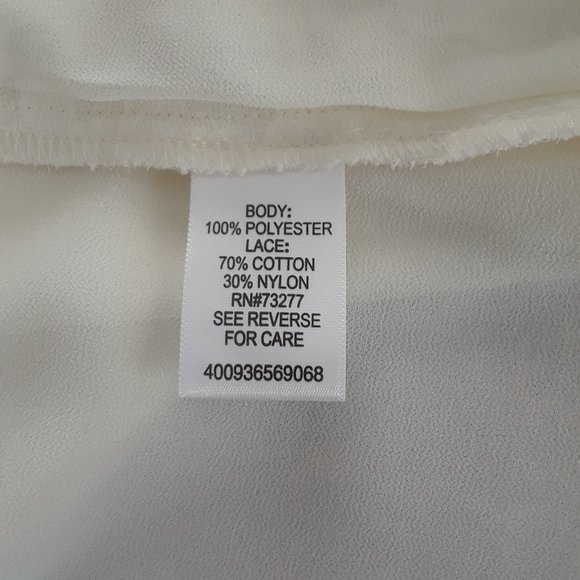 BODY:
100% POLYESTER
LACE:
70% COTTON
30% NYLON
RN#73277
SEE REVERSE
FOR CARE
400936569068